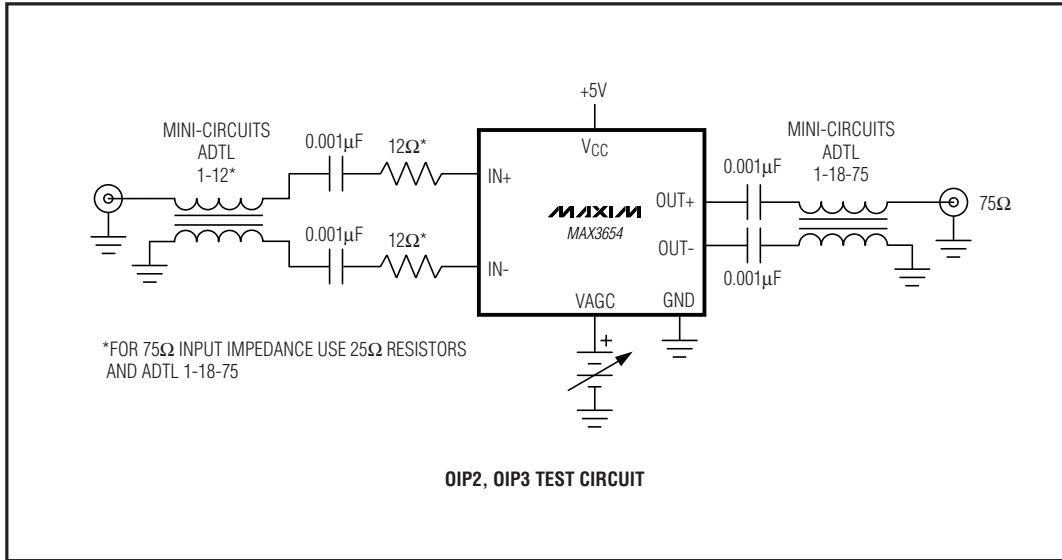 +5V
MINI-CIRCUITS
ADTL
1-12*
0.001µF
12Ω*
VCC
MINI-CIRCUITS
ADTL
1-18-75
0.001µF
IN+
OUT+
75Ω
MAXIM
MAX3654
0.001µF
12Ω*
IN-
OUT-
0.001µF
VAGC
GND
+
*FOR 75Ω INPUT IMPEDANCE USE 25Ω RESISTORS
AND ADTL 1-18-75
OIP2, OIP3 TEST CIRCUIT